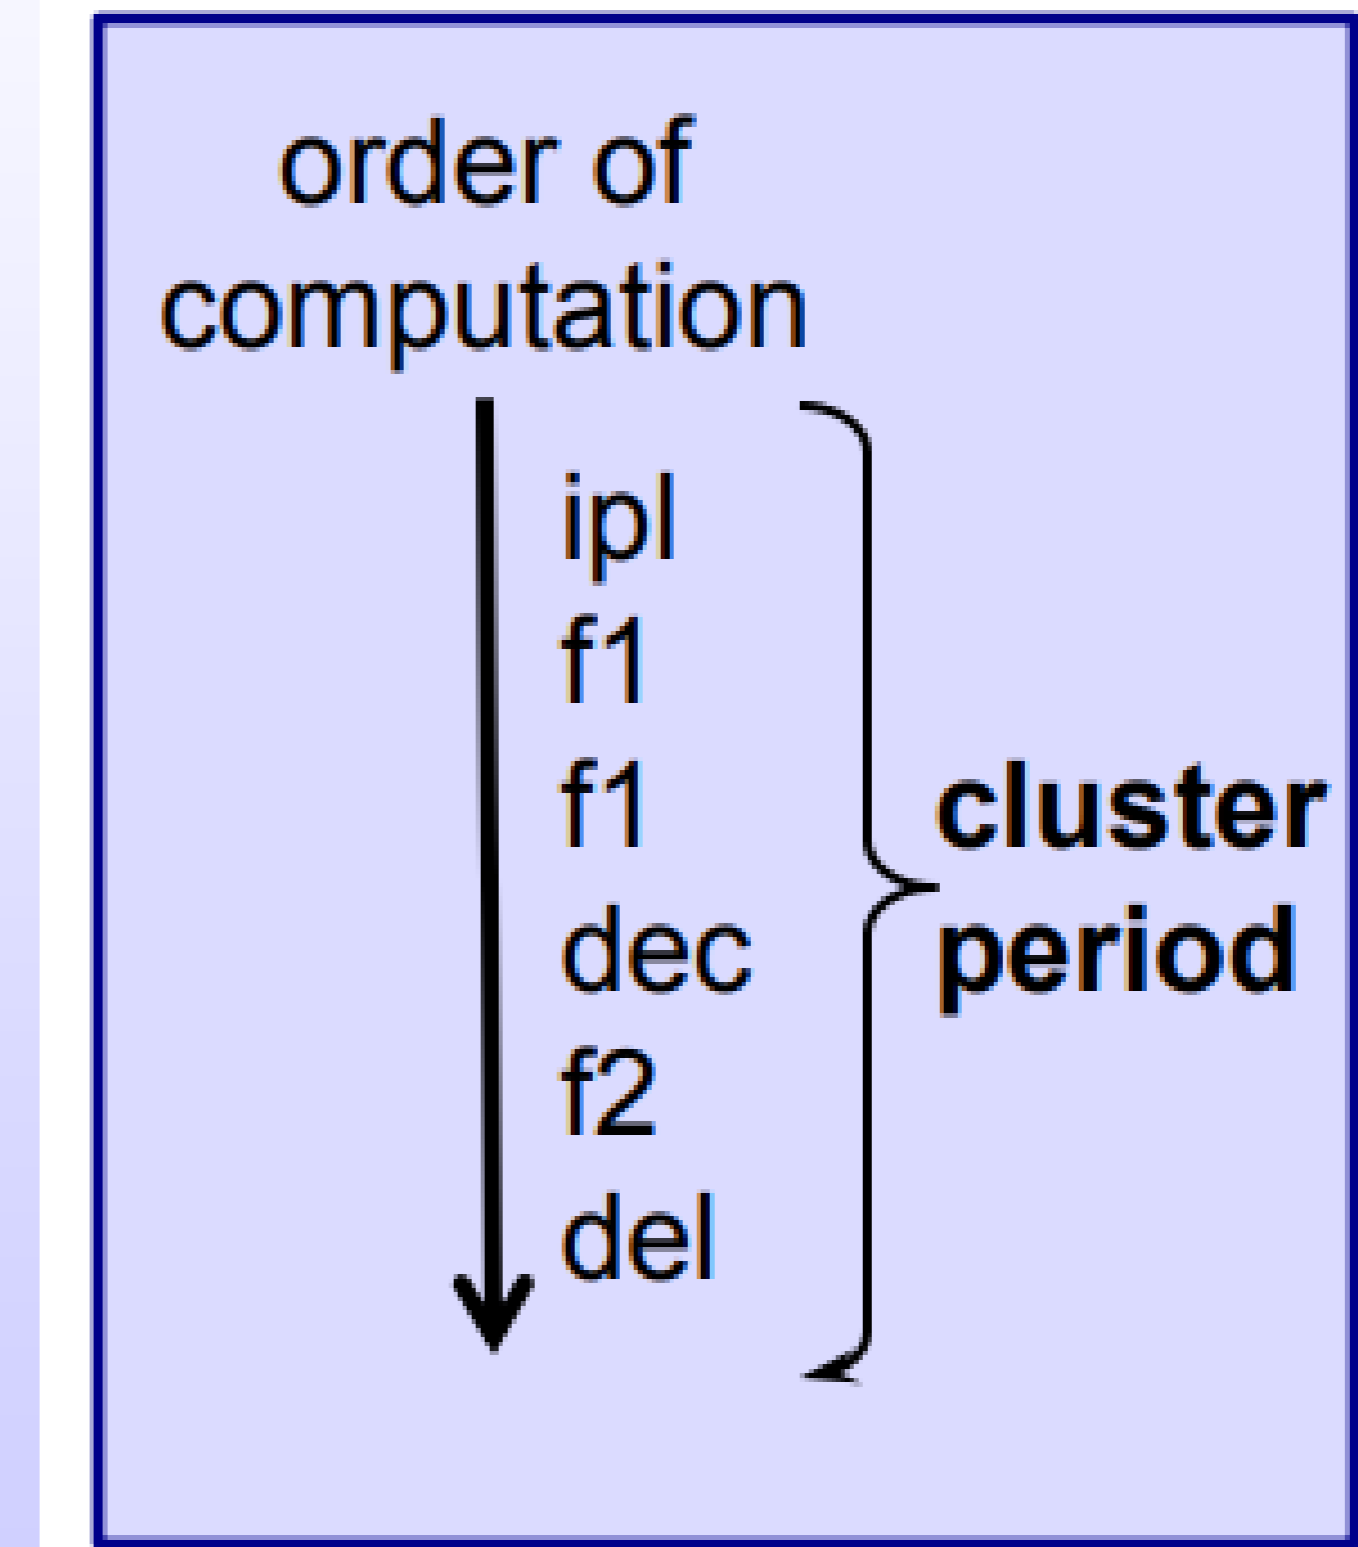 order of
computation
ipl
f1
f1
dec
f2
del
cluster
period